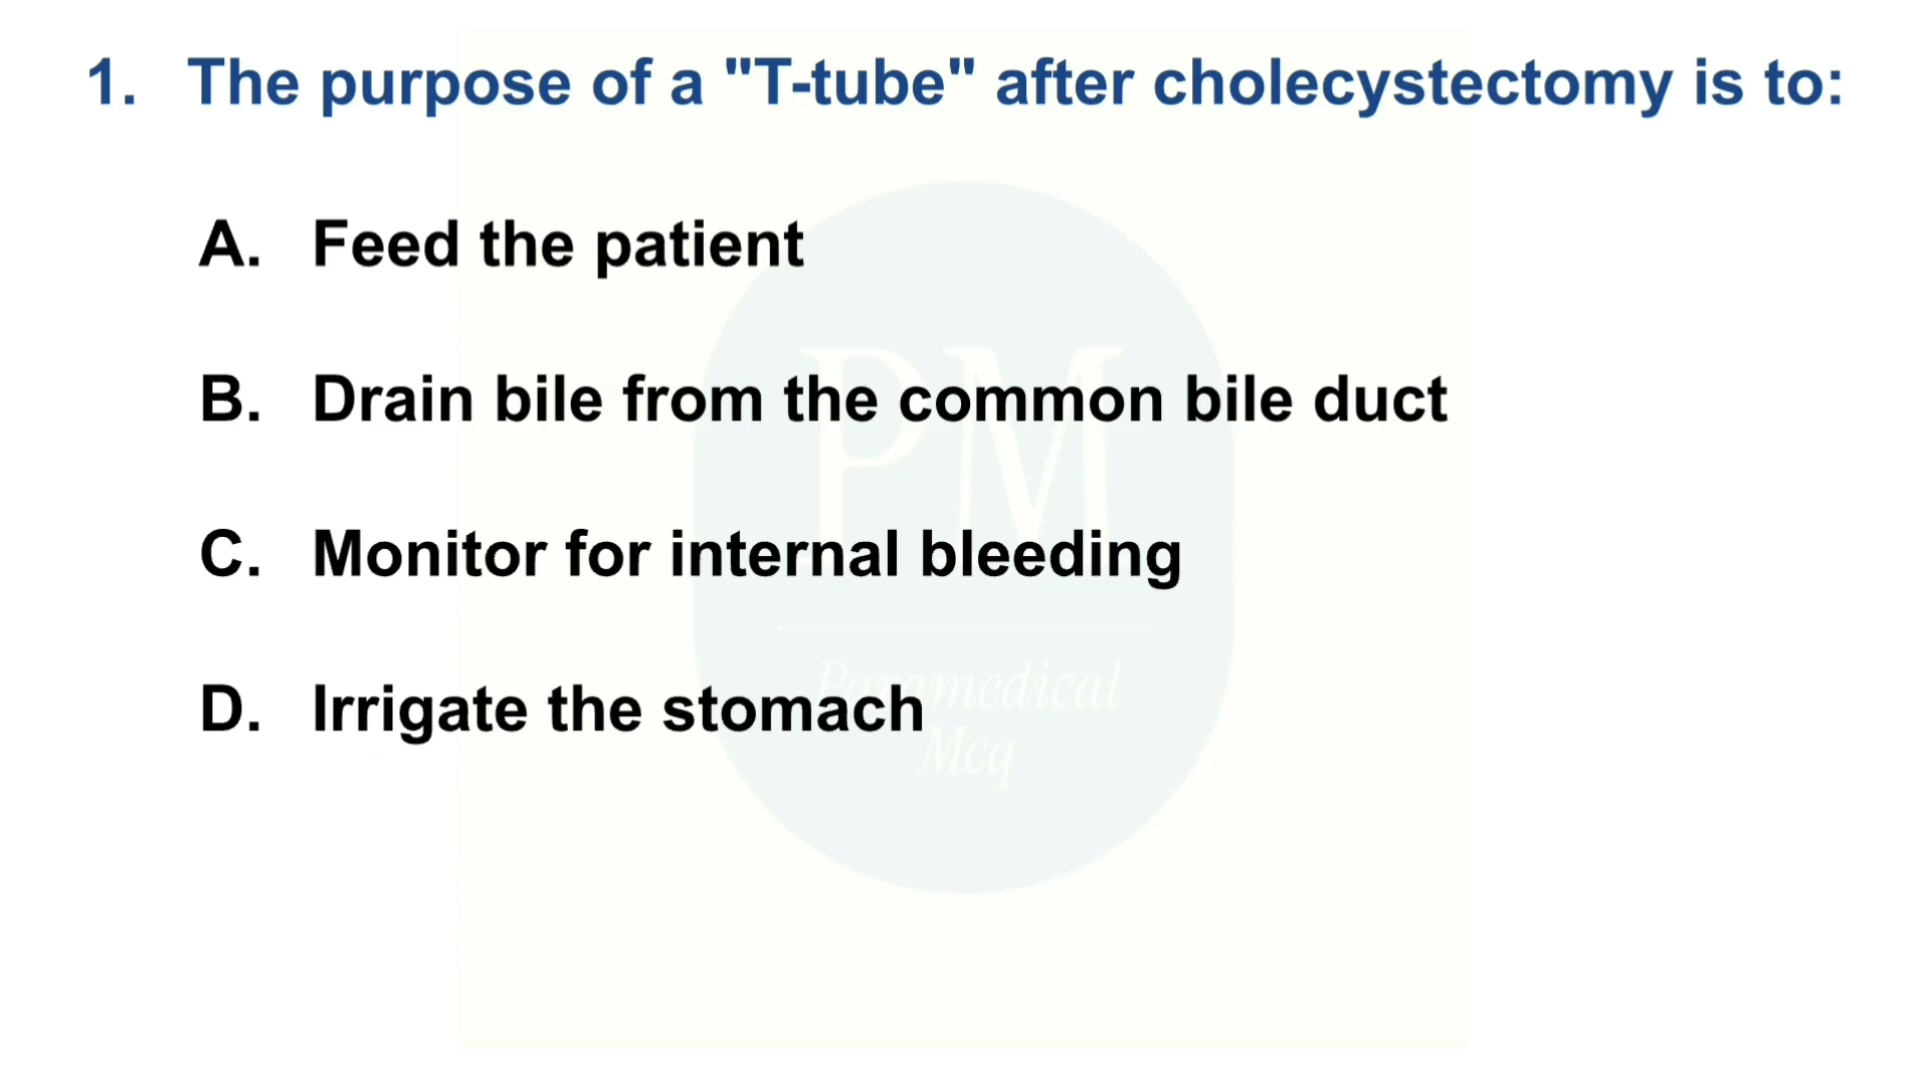 1. The purpose of a "T-tube" after cholecystectomy is to:
A. Feed the patient
B. Drain bile from the common bile duct
C. Monitor for internal bleeding
D. Irrigate the stomach
PM
Paramedical
Mcq